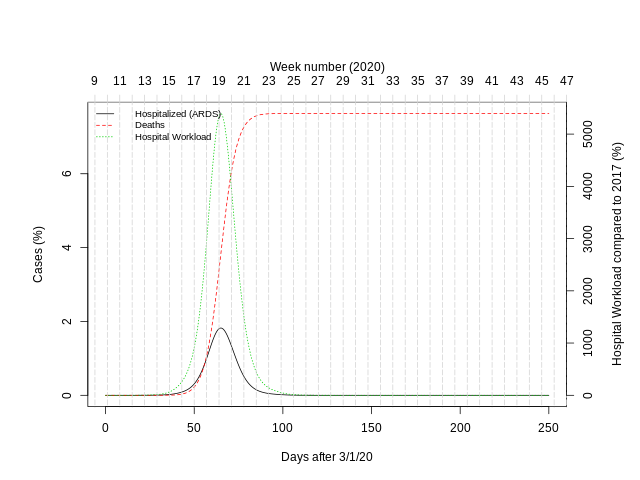 Week number (2020)
9 11 13 15 17 19 21 23 25 27 29 31 33 35 37 39 41 43 45 47
Hospitalized (ARDS)
Deaths
Hospital Workload
Cases (%)
0 2 4 6
Hospital Workload compared to 2017 (%)
0 1000 2000 3000 4000 5000
0 50 100 150 200 250
Days after 3/1/20